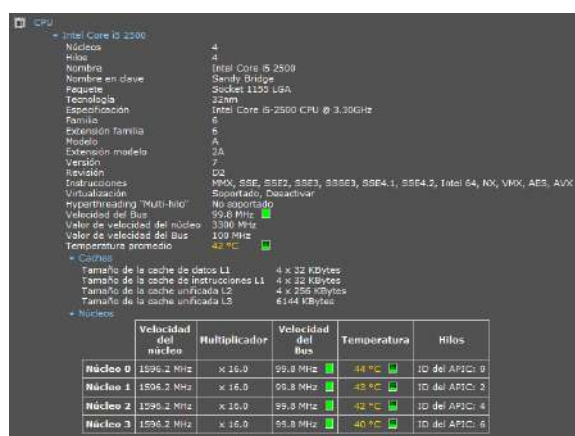 CPU
Intel Core i5 2500
Núcleos 4
Hilos 4
Nombre Intel Core i5 2500
Nombre en clave Sandy Bridge
Paquete Socket 1155 LGA
Tecnología 32nm
Especificación Intel Core i5-2500 CPU @ 3.30GHz
Familia 6
Extensión familia 6
Modelo A
Extensión modelo 2A
Versión 7
Revisión D2
Instrucciones MMX, SSE, SSE2, SSE3, SSSE3, SSE4.1, SSE4.2, Intel 64, NX, VMX, AES, AVX
Virtualización Soportado, Desactivar
Hyperthreading "Multi-hilo" No soportado
Velocidad del Bus 99.8 MHz
Valor de velocidad del núcleo 3300 MHz
Valor de velocidad del Bus 100 MHz
Temperatura promedio 42 °C
Caches
Tamaño de la cache de datos L1 4 x 32 KBytes
Tamaño de la cache de instrucciones L1 4 x 32 KBytes
Tamaño de la cache unificada L2 4 x 256 KBytes
Tamaño de la cache unificada L3 6144 KBytes
Núcleos
Velocidad del núcleo Multiplicador Velocidad del Bus Temperatura Hilos
Núcleo 0 1596.2 MHz x 16.0 99.8 MHz 44 °C ID del APIC: 0
Núcleo 1 1596.2 MHz x 16.0 99.8 MHz 43 °C ID del APIC: 2
Núcleo 2 1596.2 MHz x 16.0 99.8 MHz 42 °C ID del APIC: 4
Núcleo 3 1596.2 MHz x 16.0 99.8 MHz 40 °C ID del APIC: 6